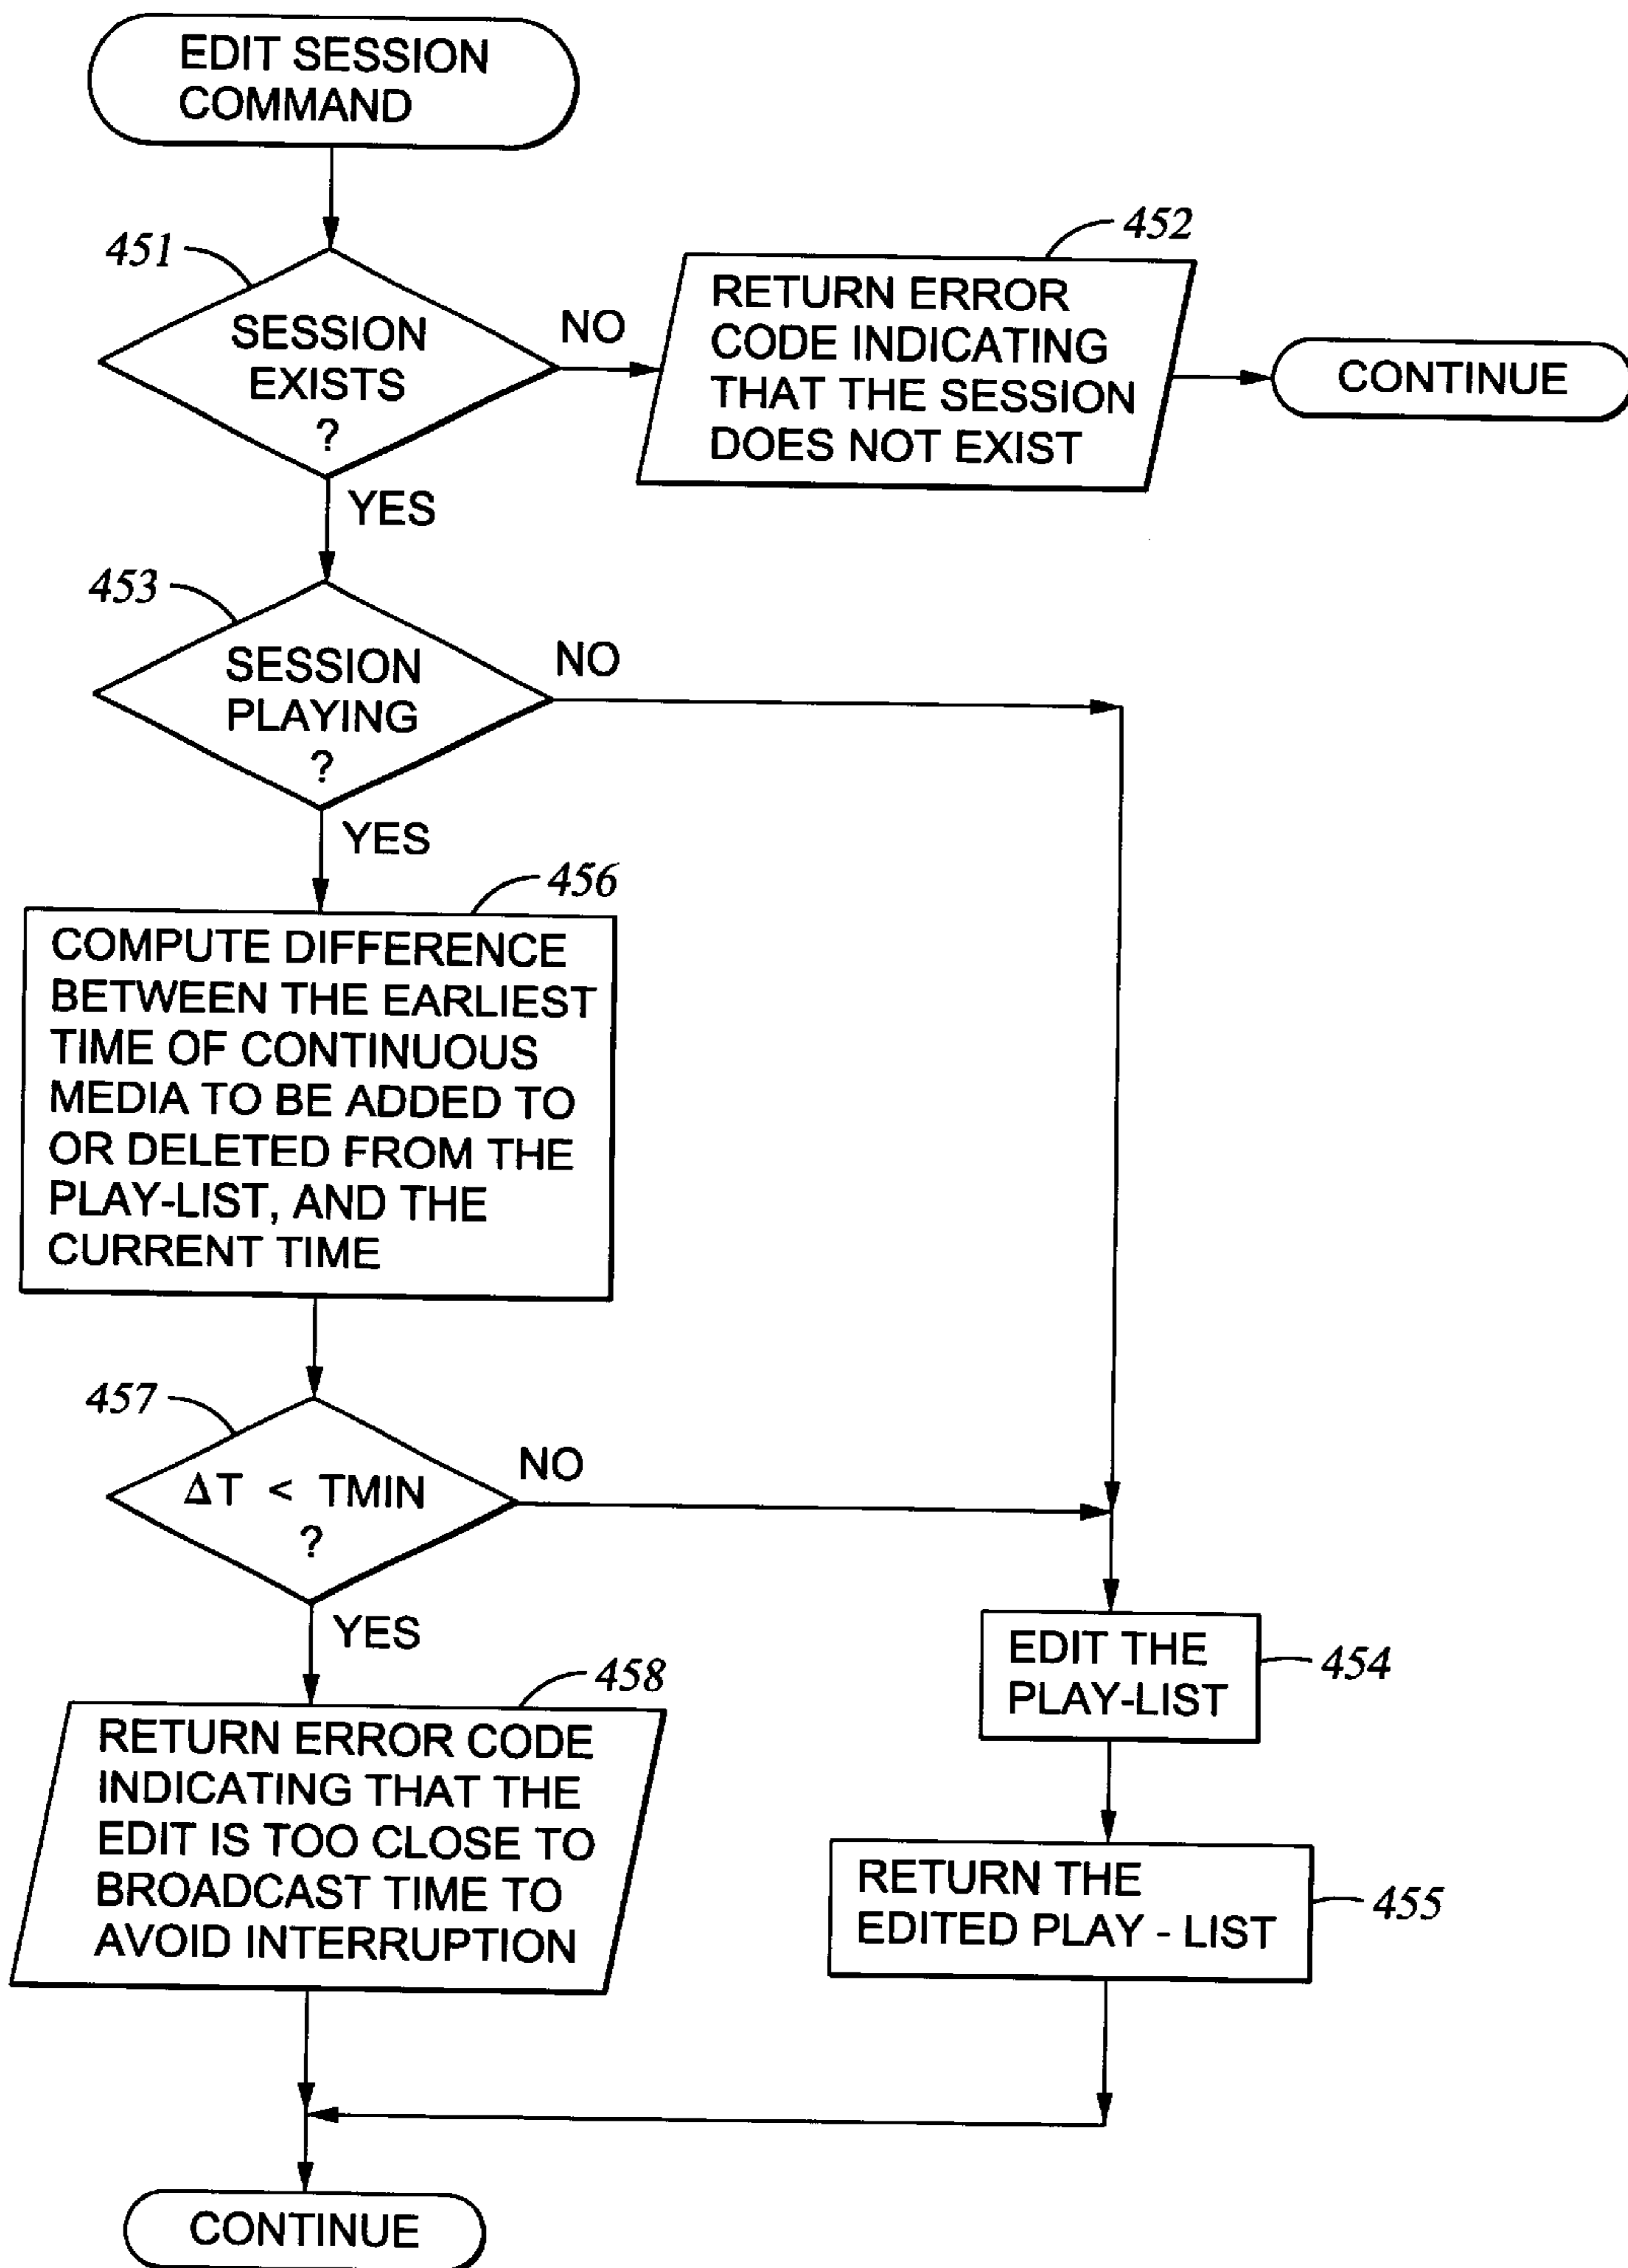 EDIT SESSION
COMMAND
451
SESSION
EXISTS
?
NO
YES
452
RETURN ERROR
CODE INDICATING
THAT THE SESSION
DOES NOT EXIST
CONTINUE
453
SESSION
PLAYING
?
NO
YES
456
COMPUTE DIFFERENCE
BETWEEN THE EARLIEST
TIME OF CONTINUOUS
MEDIA TO BE ADDED TO
OR DELETED FROM THE
PLAY-LIST, AND THE
CURRENT TIME
457
ΔT < TMIN
?
NO
YES
458
RETURN ERROR CODE
INDICATING THAT THE
EDIT IS TOO CLOSE TO
BROADCAST TIME TO
AVOID INTERRUPTION
EDIT THE
PLAY-LIST
454
RETURN THE
EDITED PLAY - LIST
455
CONTINUE